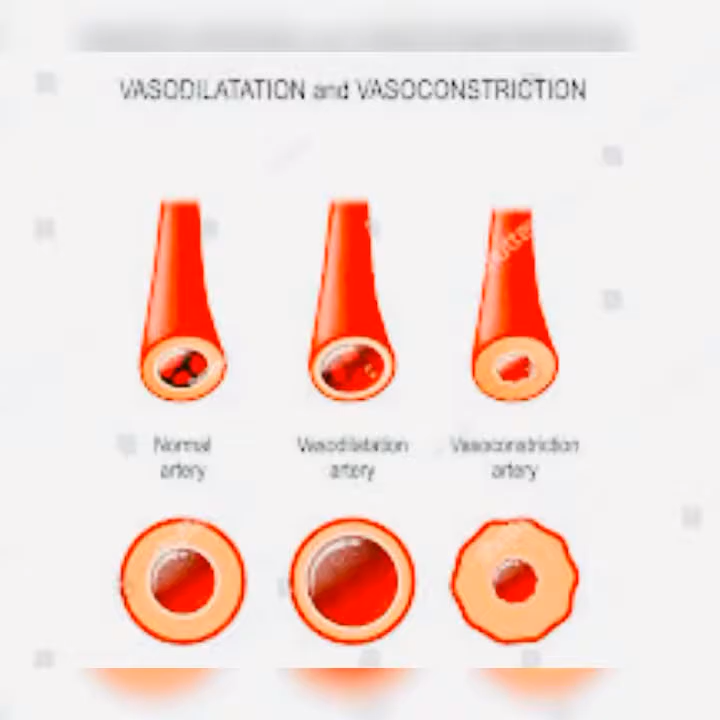 VASODILATATION and VASOCONSTRICTION
Normal
artery
Vasodilatation
artery
Vasoconstriction
artery